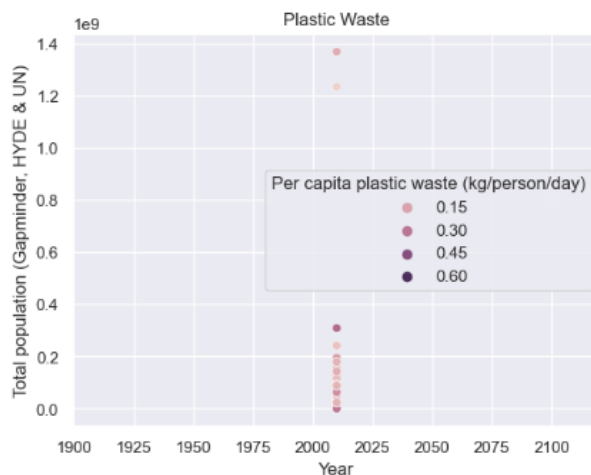 Plastic Waste
1e9
1.4
1.2
1.0
0.8
0.6
0.4
0.2
0.0
Total population (Gapminder, HYDE & UN)
Per capita plastic waste (kg/person/day)
0.15
0.30
0.45
0.60
1900 1925 1950 1975 2000 2025 2050 2075 2100
Year